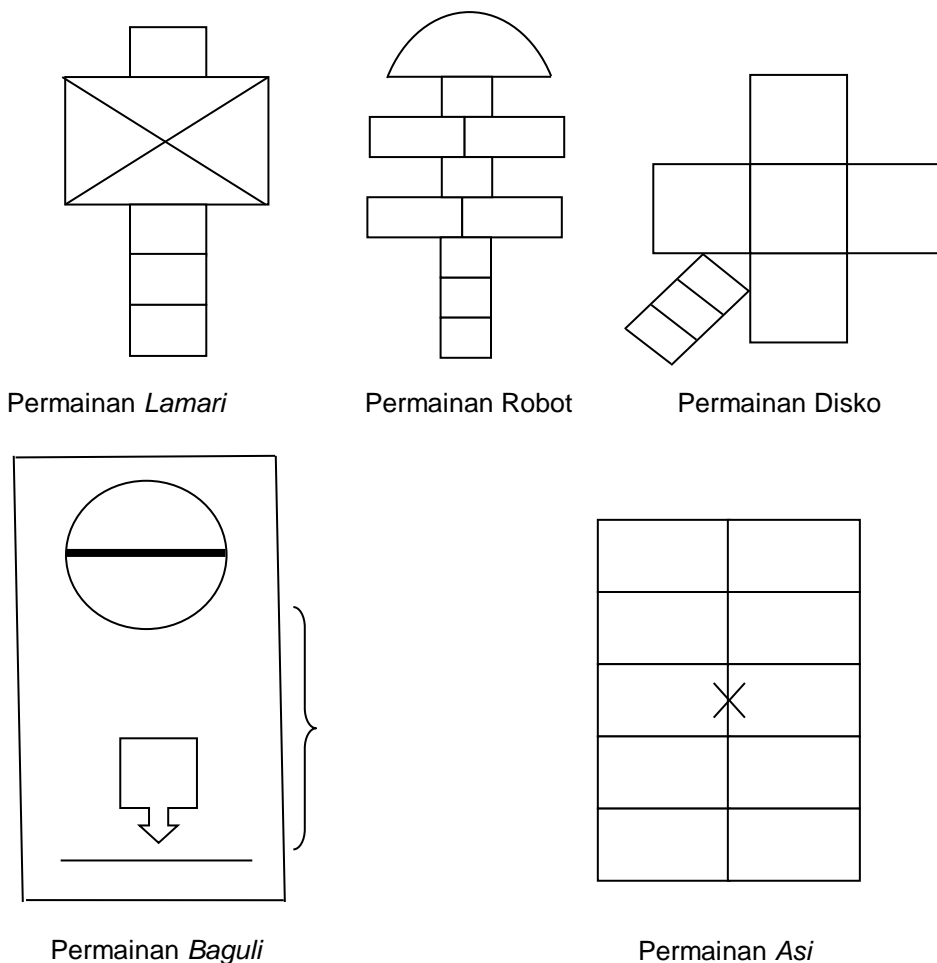 Permainan Lamari
Permainan Robot
Permainan Disko
Permainan Baguli
Permainan Asi